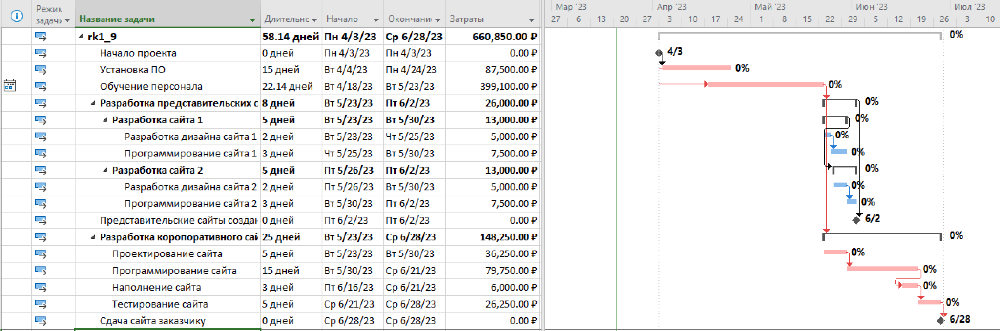 Режим задачи Название задачи Длительнс Начало Окончани Затраты
Мар '23 Апр '23 Май '23 Июн '23 Июл '23
27 6 13 20 27 3 10 17 24 1 8 15 22 29 5 12 19 26 3 10
rk1_9 58.14 дней Пн 4/3/23 Ср 6/28/23 660,850.00 ₽ 0%
Начало проекта 0 дней Пн 4/3/23 Пн 4/3/23 0.00 ₽ 4/3
Установка ПО 15 дней Вт 4/4/23 Пн 4/24/23 87,500.00 ₽ 0%
Обучение персонала 22.14 дней Вт 4/18/23 Вт 5/23/23 399,100.00 ₽ 0%
Разработка представительских с 8 дней Вт 5/23/23 Пт 6/2/23 26,000.00 ₽ 0%
Разработка сайта 1 5 дней Вт 5/23/23 Вт 5/30/23 13,000.00 ₽ 0%
Разработка дизайна сайта 1 2 дней Вт 5/23/23 Чт 5/25/23 5,000.00 ₽ 0%
Программирование сайта 1 3 дней Чт 5/25/23 Вт 5/30/23 7,500.00 ₽ 0%
Разработка сайта 2 5 дней Пт 5/26/23 Пт 6/2/23 13,000.00 ₽ 0%
Разработка дизайна сайта 2 2 дней Пт 5/26/23 Вт 5/30/23 5,000.00 ₽ 0%
Программирование сайта 2 3 дней Вт 5/30/23 Пт 6/2/23 7,500.00 ₽ 0%
Представительские сайты создан 0 дней Пт 6/2/23 Пт 6/2/23 0.00 ₽ 6/2
Разработка коропоративного сай 25 дней Вт 5/23/23 Ср 6/28/23 148,250.00 ₽ 0%
Проектирование сайта 5 дней Вт 5/23/23 Вт 5/30/23 36,250.00 ₽ 0%
Программирование сайта 15 дней Вт 5/30/23 Ср 6/21/23 79,750.00 ₽ 0%
Наполнение сайта 3 дней Пт 6/16/23 Ср 6/21/23 6,000.00 ₽ 0%
Тестирование сайта 5 дней Ср 6/21/23 Ср 6/28/23 26,250.00 ₽ 0%
Сдача сайта заказчику 0 дней Ср 6/28/23 Ср 6/28/23 0.00 ₽ 6/28